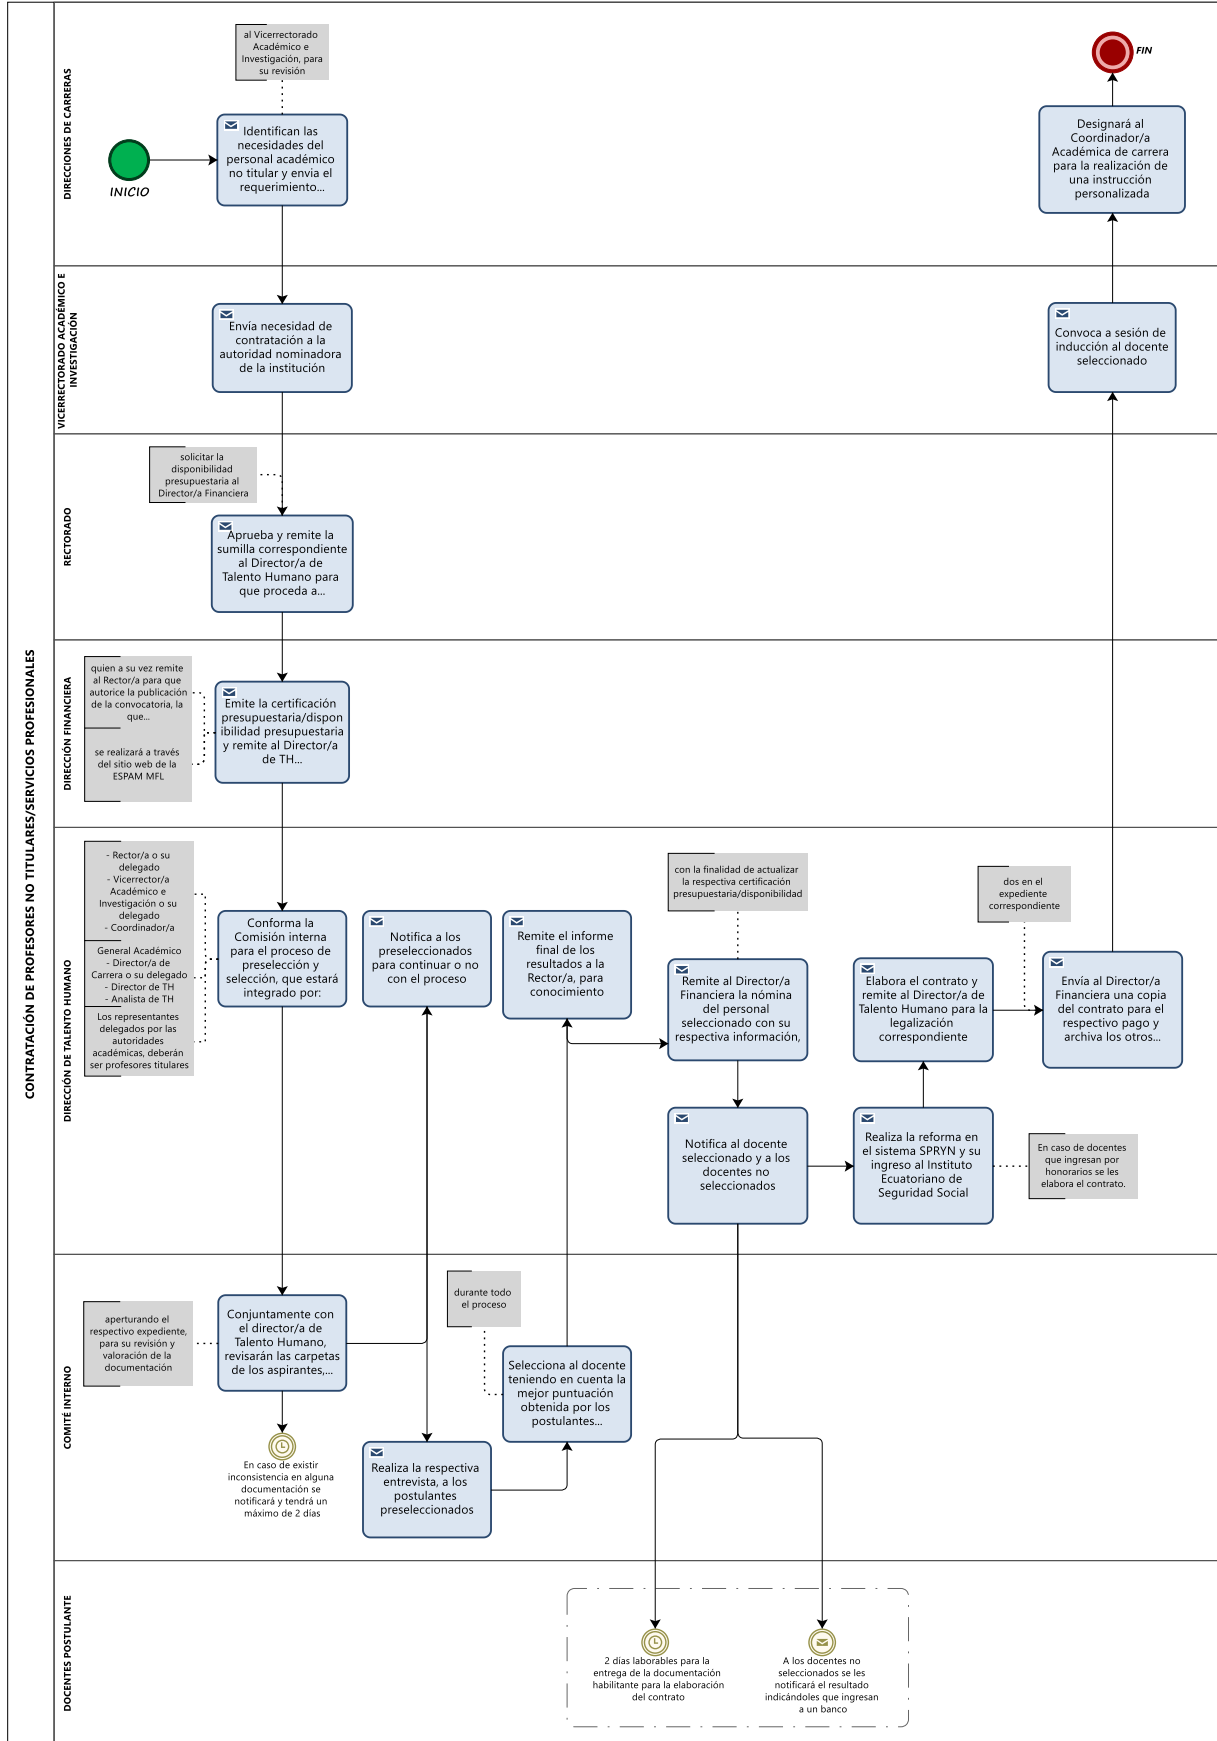 CONTRATACIÓN DE PROFESORES NO TITULARES/SERVICIOS PROFESIONALES
DIRECCIONES DE CARRERAS
al Vicerrectorado
Académico e
Investigación, para
su revisión
INICIO
Identifican las
necesidades del
personal académico
no titular y envia el
requerimiento...
FIN
Designará al
Coordinador/a
Académica de carrera
para la realización de
una instrucción
personalizada
VICERRECTORADO ACADÉMICO E
INVESTIGACIÓN
Envía necesidad de
contratación a la
autoridad nominadora
de la institución
Convoca a sesión de
inducción al docente
seleccionado
RECTORADO
solicitar la
disponibilidad
presupuestaria al
Director/a Financiera
Aprueba y remite la
sumilla correspondiente
al Director/a de
Talento Humano para
que proceda a...
DIRECCIÓN FINANCIERA
quien a su vez remite
al Rector/a para que
autorice la publicación
de la convocatoria, la
que...
se realizará a través
del sitio web de la
ESPAM MFL
Emite la certificación
presupuestaria/dispon
ibilidad presupuestaria
y remite al Director/a
de TH...
DIRECCIÓN DE TALENTO HUMANO
- Rector/a o su
delegado
- Vicerrector/a
Académico e
Investigación o su
delegado
- Coordinador/a
General Académico
- Director/a de
Carrera o su delegado
- Director de TH
- Analista de TH
Los representantes
delegados por las
autoridades
académicas, deberán
ser profesores titulares
Conforma la
Comisión interna
para el proceso de
preselección y
selección, que estará
integrado por:
Notifica a los
preseleccionados
para continuar o no
con el proceso
Remite el informe
final de los
resultados a la
Rector/a, para
conocimiento
con la finalidad de actualizar
la respectiva certificación
presupuestaria/disponibilidad
Remite al Director/a
Financiera la nómina
del personal
seleccionado con su
respectiva información,
Elabora el contrato y
remite al Director/a de
Talento Humano para la
legalización
correspondiente
dos en el
expediente
correspondiente
Envía al Director/a
Financiera una copia
del contrato para el
respectivo pago y
archiva los otros...
Notifica al docente
seleccionado y a los
docentes no
seleccionados
Realiza la reforma en
el sistema SPRYN y su
ingreso al Instituto
Ecuatoriano de
Seguridad Social
En caso de docentes
que ingresan por
honorarios se les
elabora el contrato.
COMITÉ INTERNO
aperturando el
respectivo expediente,
para su revisión y
valoración de la
documentación
Conjuntamente con
el director/a de
Talento Humano,
revisarán las carpetas
de los aspirantes,...
En caso de existir
inconsistencia en alguna
documentación se
notificará y tendrá un
máximo de 2 días
durante todo
el proceso
Selecciona al docente
teniendo en cuenta la
mejor puntuación
obtenida por los
postulantes...
Realiza la respectiva
entrevista, a los
postulantes
preseleccionados
DOCENTES POSTULANTE
2 días laborables para la
entrega de la documentación
habilitante para la elaboración
del contrato
A los docentes no
seleccionados se les
notificará el resultado
indicándoles que ingresan
a un banco